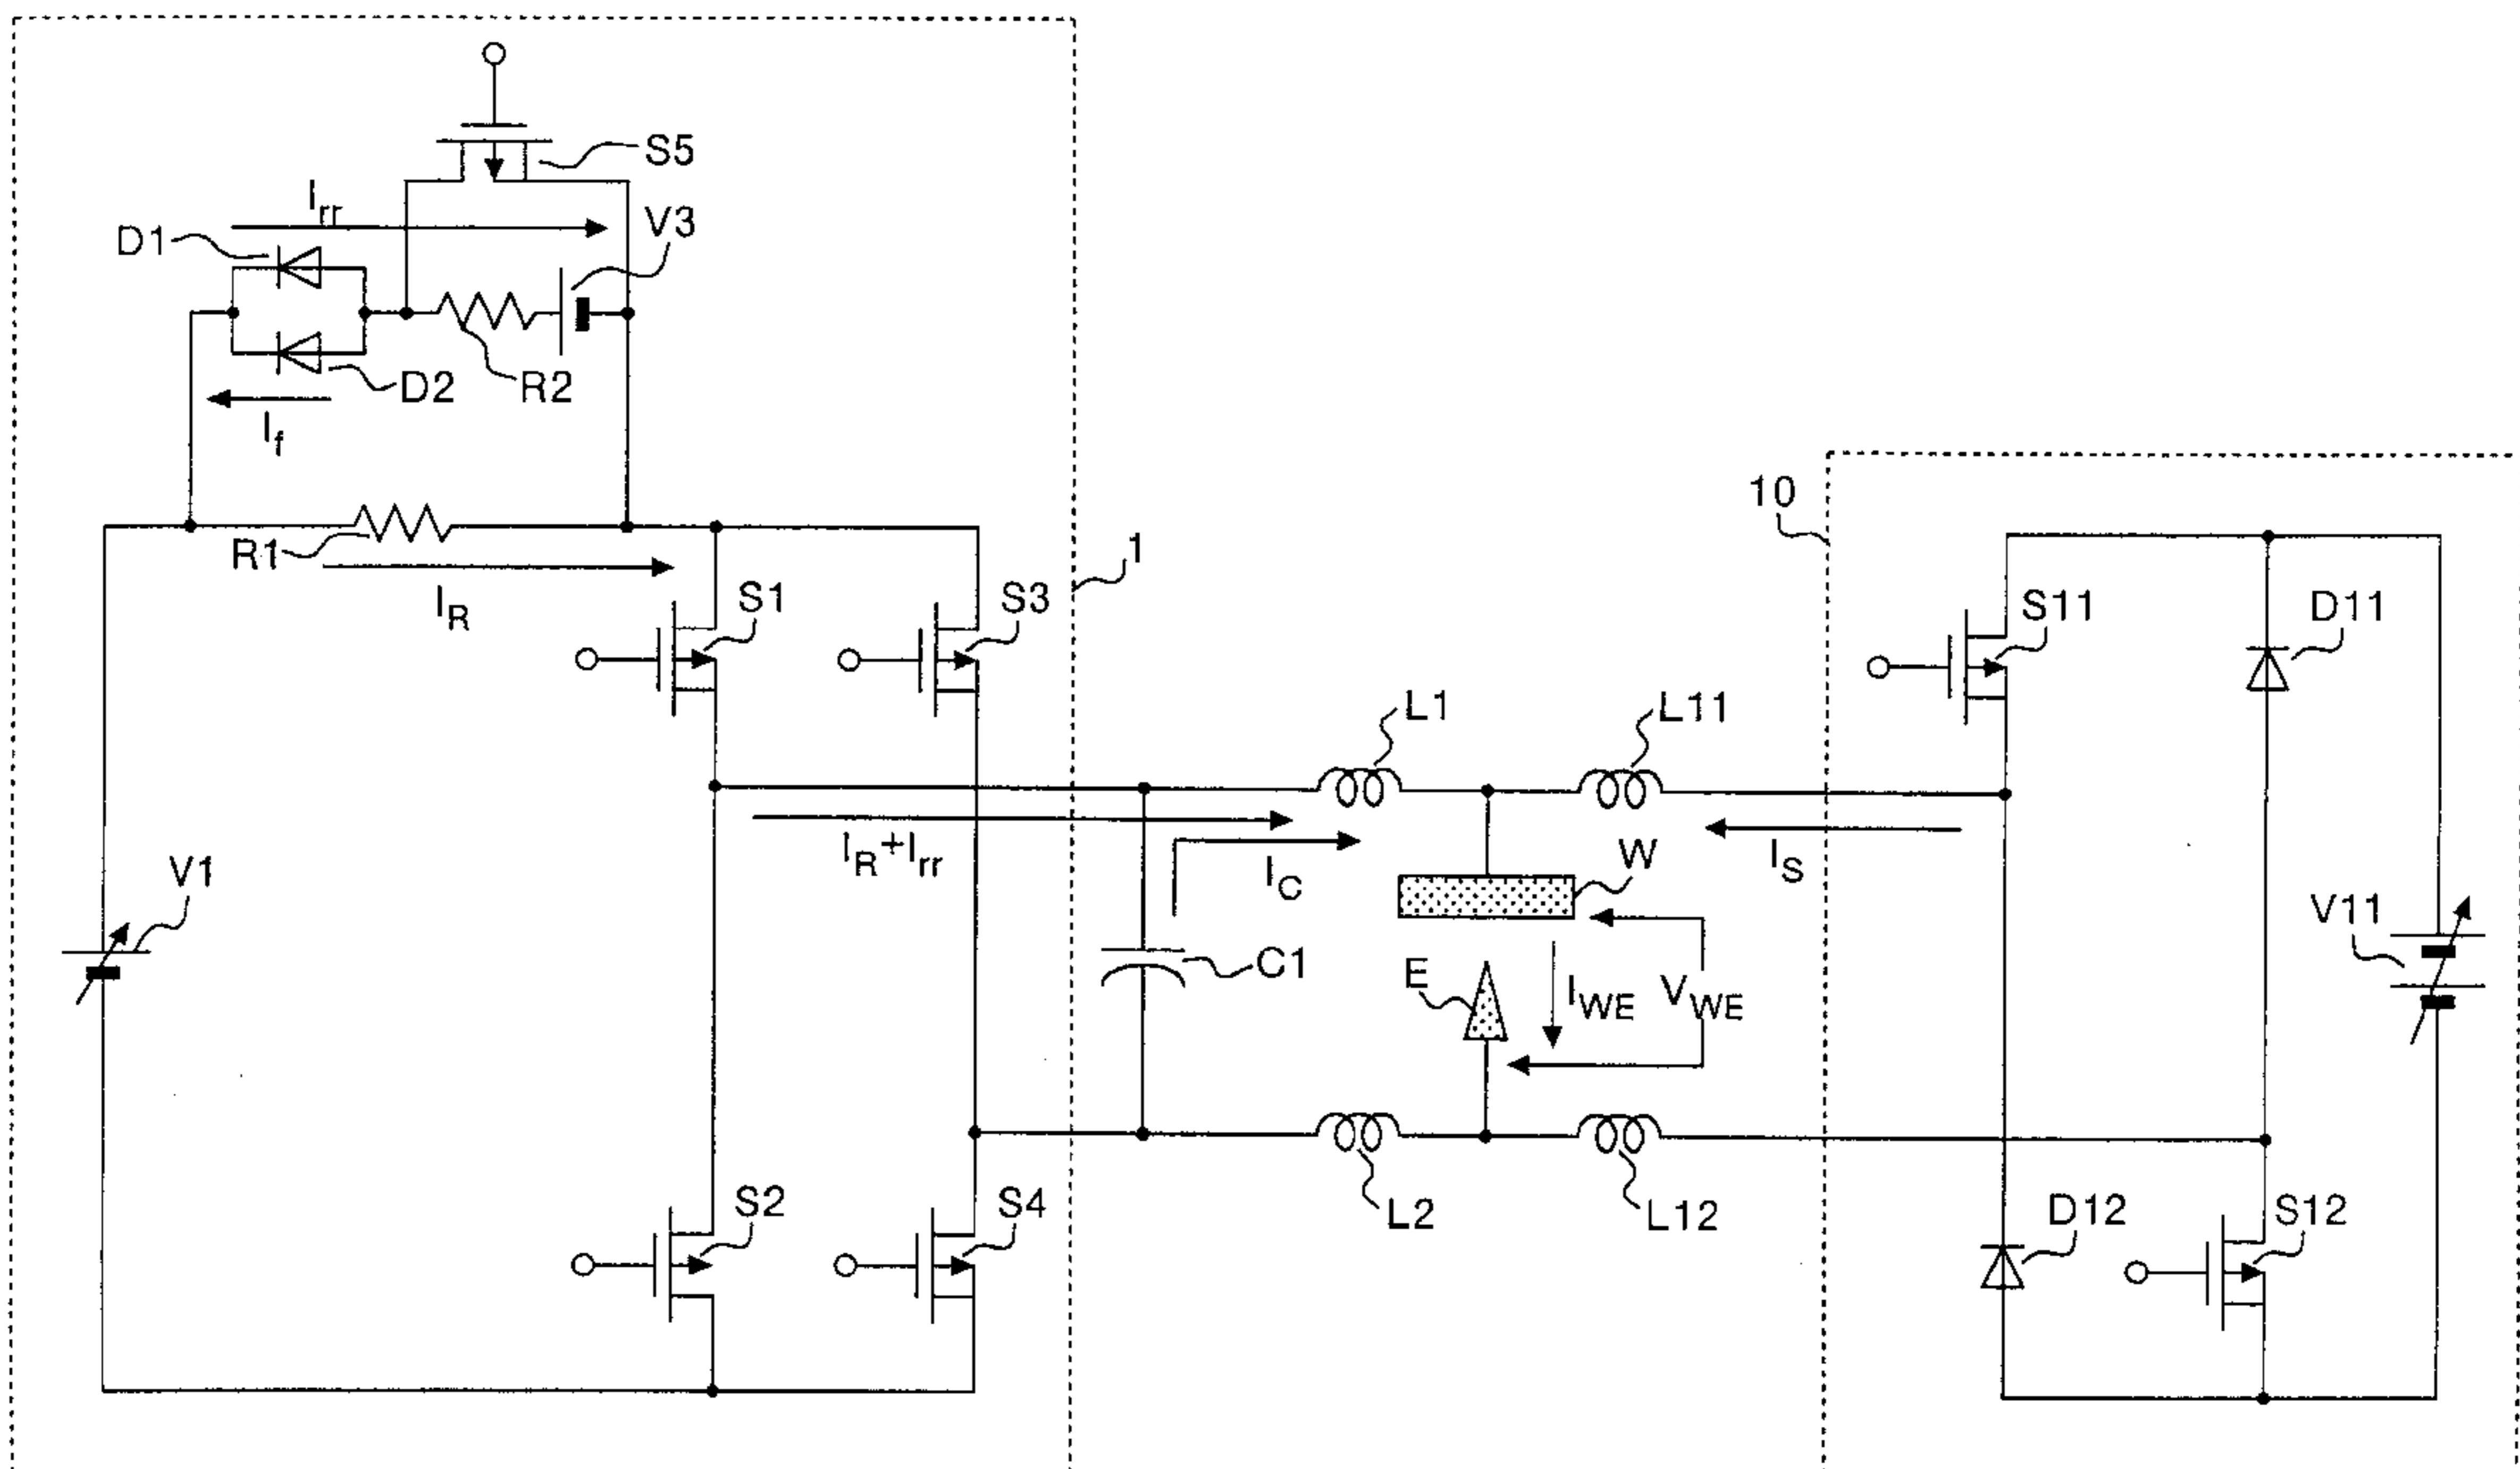 S5
Irr
V3
D1
D2
R2
If
R1
IR
1
S1
S3
10
S11
D11
L1
L11
IR+Irr
IC
W
IS
V1
V11
C1
E
IWE
VWE
S2
S4
L2
L12
D12
S12